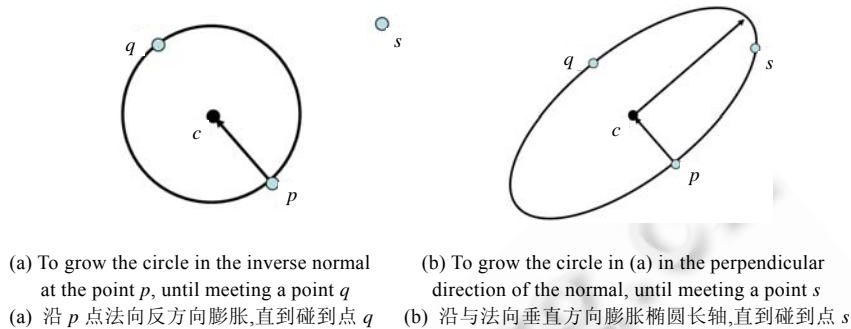 q
s
c
p
q
s
c
p
(a) To grow the circle in the inverse normal
at the point p, until meeting a point q
(a) 沿 p 点法向反方向膨胀,直到碰到点 q
(b) To grow the circle in (a) in the perpendicular
direction of the normal, until meeting a point s
(b) 沿与法向垂直方向膨胀椭圆长轴,直到碰到点 s